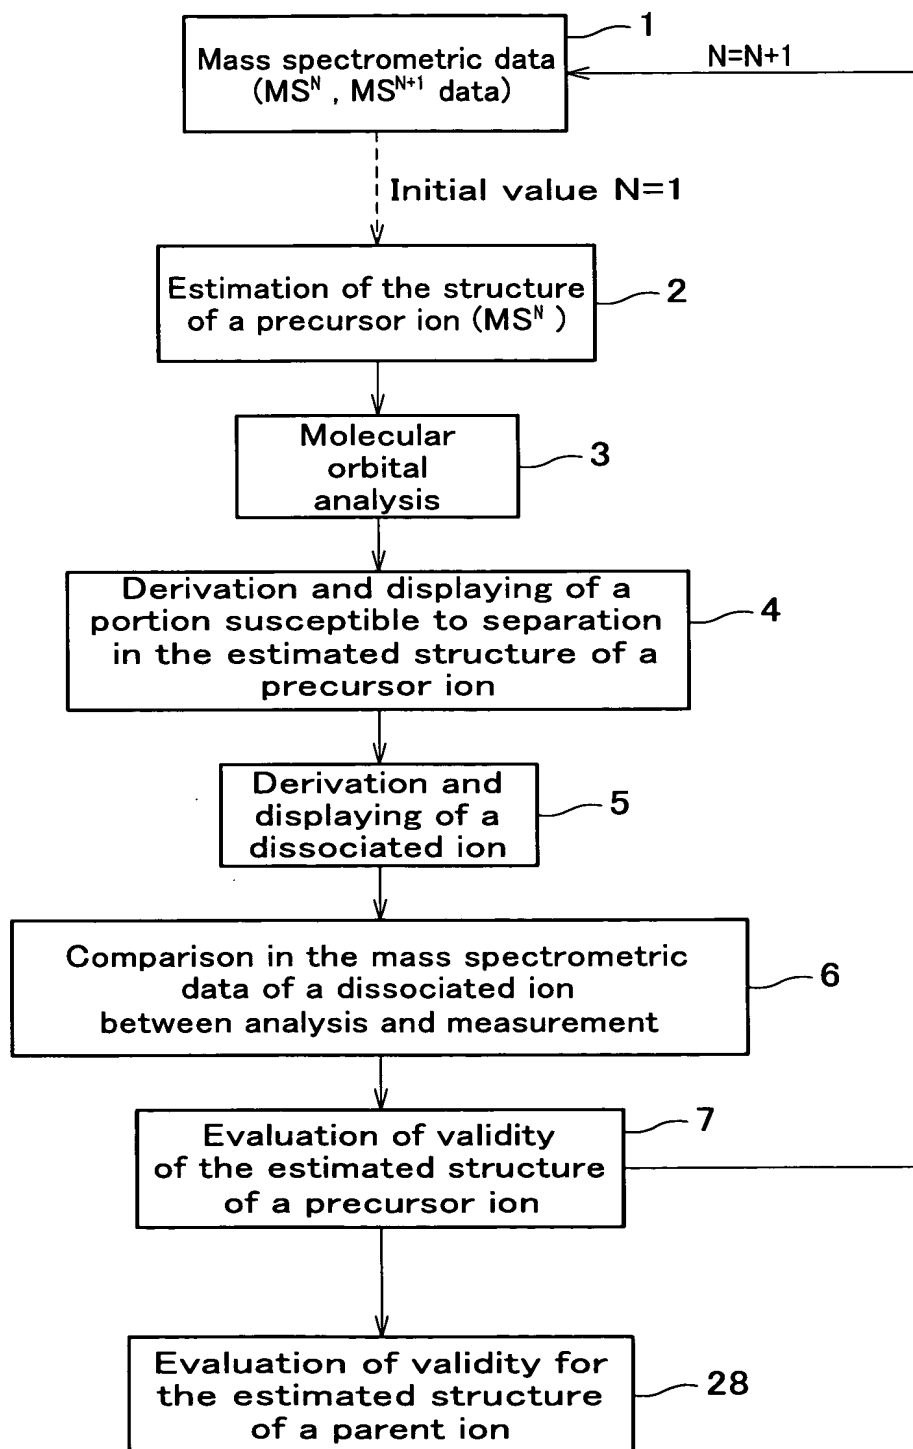 1
Mass spectrometric data
(MS^N , MS^N+1 data)
N=N+1
Initial value N=1
Estimation of the structure
of a precursor ion (MS^N )
2
Molecular
orbital
analysis
3
Derivation and displaying of a
portion susceptible to separation
in the estimated structure of a
precursor ion
4
Derivation and
displaying of a
dissociated ion
5
Comparison in the mass spectrometric
data of a dissociated ion
between analysis and measurement
6
Evaluation of validity
of the estimated structure
of a precursor ion
7
Evaluation of validity for
the estimated structure
of a parent ion
28